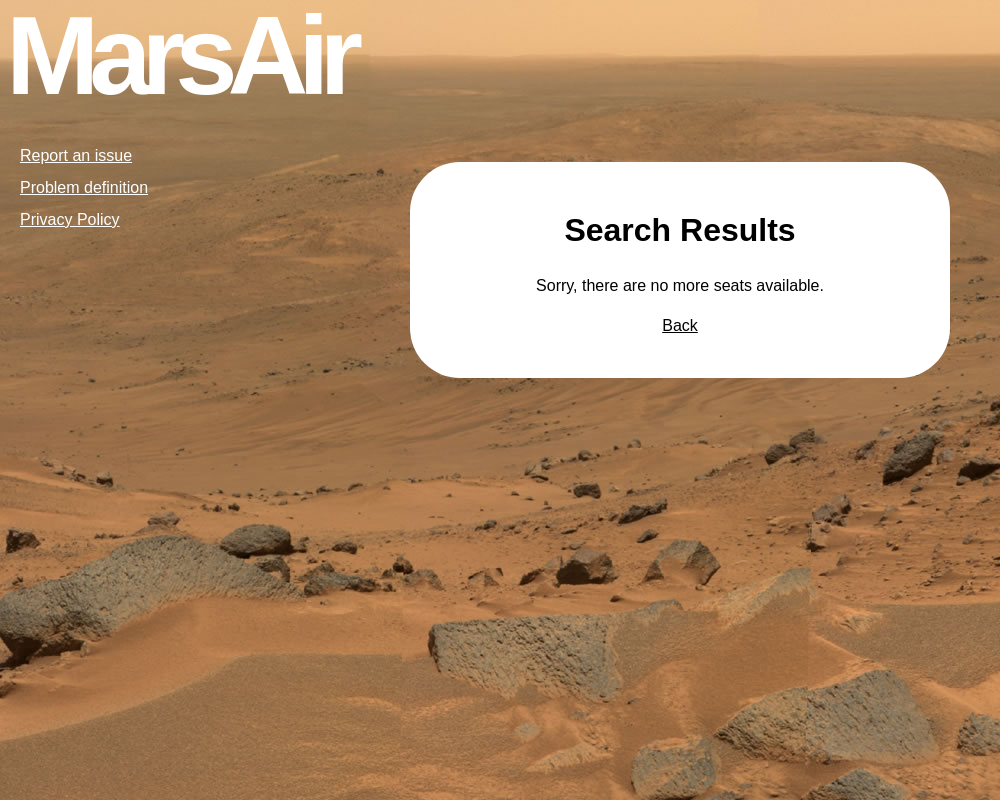 MarsAir
Report an issue
Problem definition
Privacy Policy
Search Results
Sorry, there are no more seats available.
Back